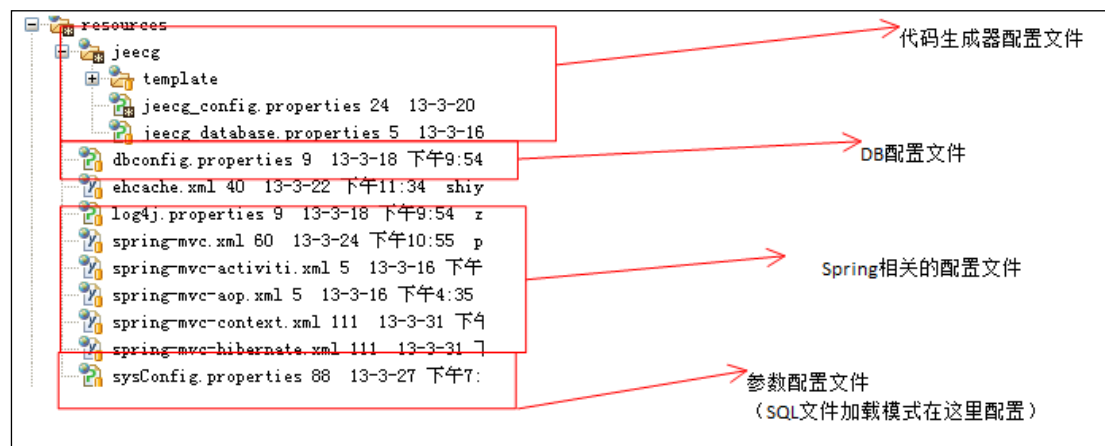 resources
jeecg
template
jeecg_config.properties 24 13-3-20
jeecg_database.properties 5 13-3-16
dbconfig.properties 9 13-3-18 下午9:54
ehcache.xml 40 13-3-22 下午11:34 shiy
log4j.properties 9 13-3-18 下午9:54 z
spring-mvc.xml 60 13-3-24 下午10:55 p
spring-mvc-activiti.xml 5 13-3-16 下午
spring-mvc-aop.xml 5 13-3-16 下午4:35
spring-mvc-context.xml 111 13-3-31 下午
spring-mvc-hibernate.xml 111 13-3-31
sysConfig.properties 88 13-3-27 下午7:
代码生成器配置文件
DB配置文件
Spring相关的配置文件
参数配置文件
(SQL文件加载模式在这里配置)